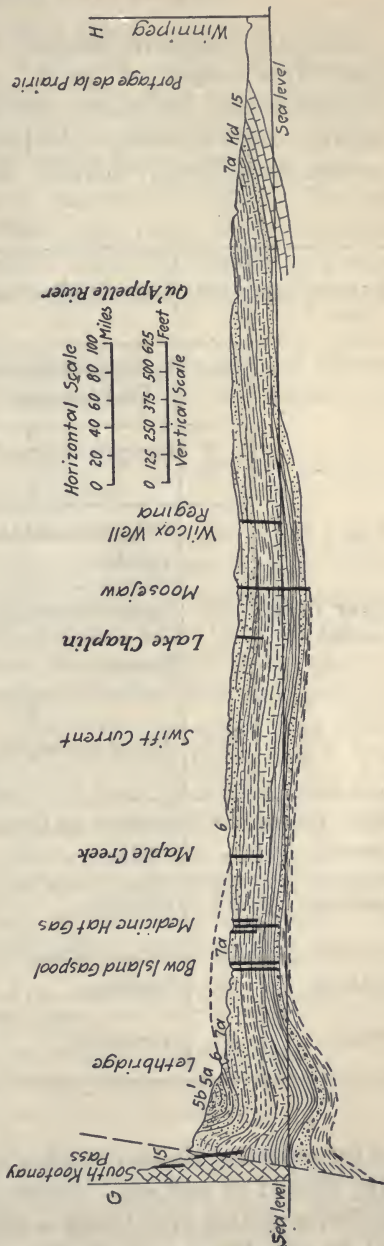 G
H
South Kootenay
Pass
15
5b'
5a
Lethbridge
6
7a
Bow Island Gaspool
7a
Medicine Hat Gas
Maple Creek
6
Swift Current
Lake Chaplin
Moosejaw
Wilcox Well
Regina
Qu'Appelle River
Horizontal Scale
0 20 40 60 80 100
Miles
0 125 250 375 500 625
Feet
Vertical Scale
7a Kd 15
Portage de la Prairie
Winnipeg
Sea level
Sea level